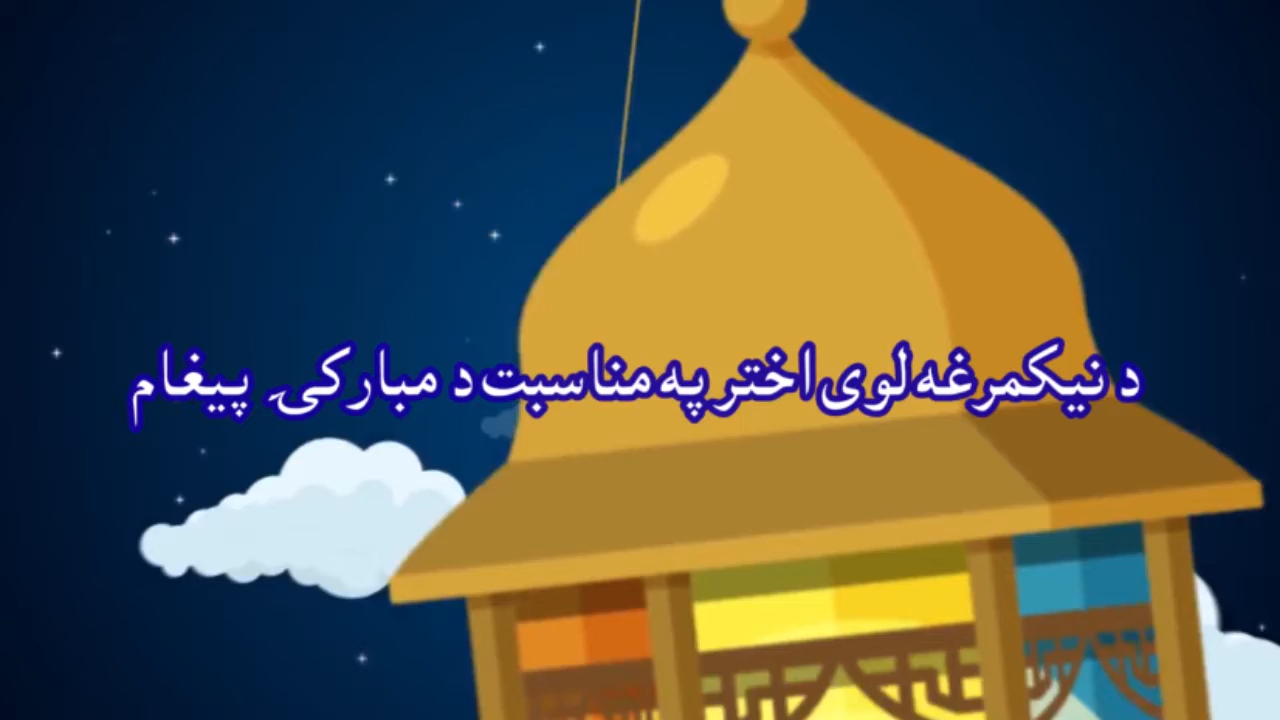 د نیکمرغه لوی اختر په مناسبت د مبارکۍ پیغام